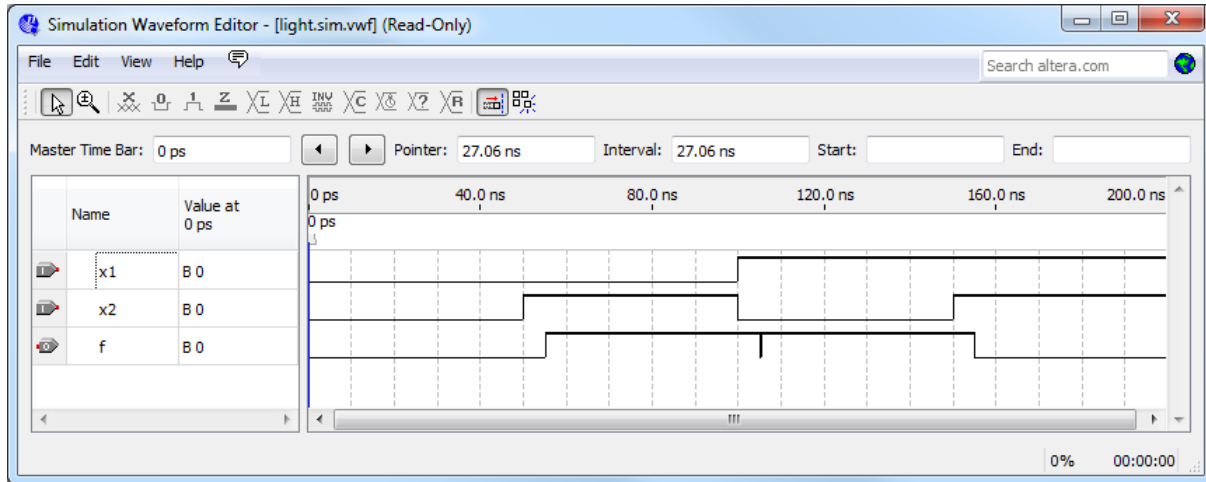 Simulation Waveform Editor - [light.sim.vwf] (Read-Only)
File Edit View Help
Search altera.com
Master Time Bar: 0 ps Pointer: 27.06 ns Interval: 27.06 ns Start: End:
Name Value at 0 ps
0 ps 40.0 ns 80.0 ns 120.0 ns 160.0 ns 200.0 ns
0 ps
x1 B 0
x2 B 0
f B 0
0% 00:00:00